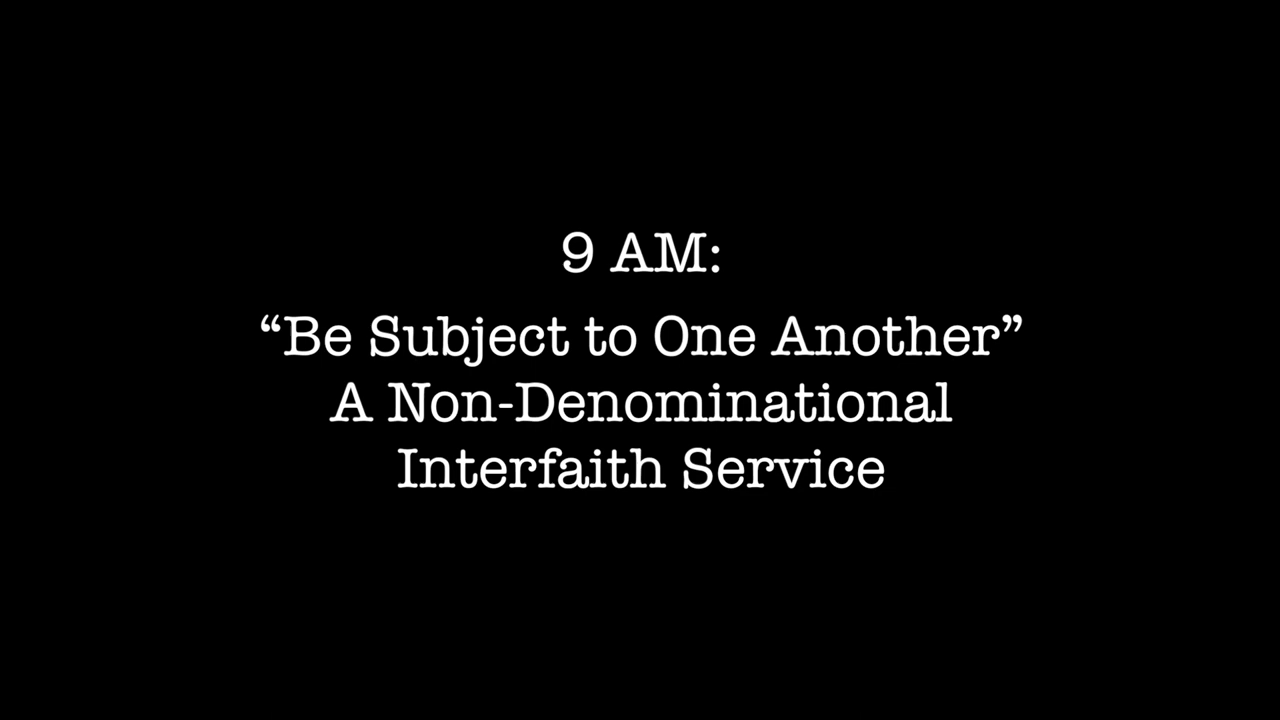 9 AM:
“Be Subject to One Another”
A Non-Denominational
Interfaith Service